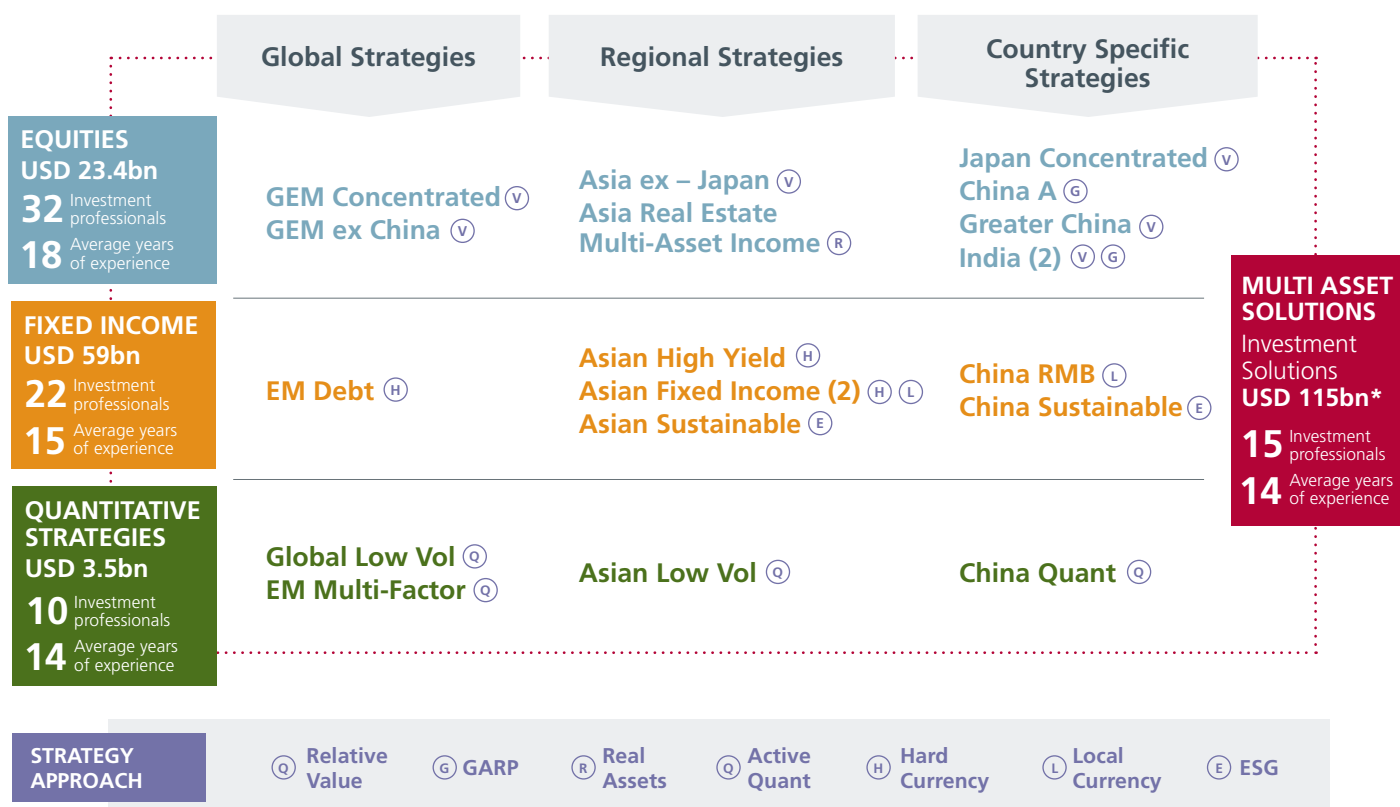 Global Strategies
Regional Strategies
Country Specific
Strategies
EQUITIES
USD 23.4bn
32 Investment
professionals
18 Average years
of experience
GEM Concentrated V
GEM ex China V
Asia ex – Japan V
Asia Real Estate
Multi-Asset Income R
Japan Concentrated V
China A G
Greater China V
India (2) V G
FIXED INCOME
USD 59bn
22 Investment
professionals
15 Average years
of experience
EM Debt H
Asian High Yield H
Asian Fixed Income (2) H L
Asian Sustainable E
China RMB L
China Sustainable E
QUANTITATIVE
STRATEGIES
USD 3.5bn
10 Investment
professionals
14 Average years
of experience
Global Low Vol Q
EM Multi-Factor Q
Asian Low Vol Q
China Quant Q
MULTI ASSET
SOLUTIONS
Investment
Solutions
USD 115bn*
15 Investment
professionals
14 Average years
of experience
STRATEGY
APPROACH
Q Relative
Value
G GARP
R Real
Assets
Q Active
Quant
H Hard
Currency
L Local
Currency
E ESG